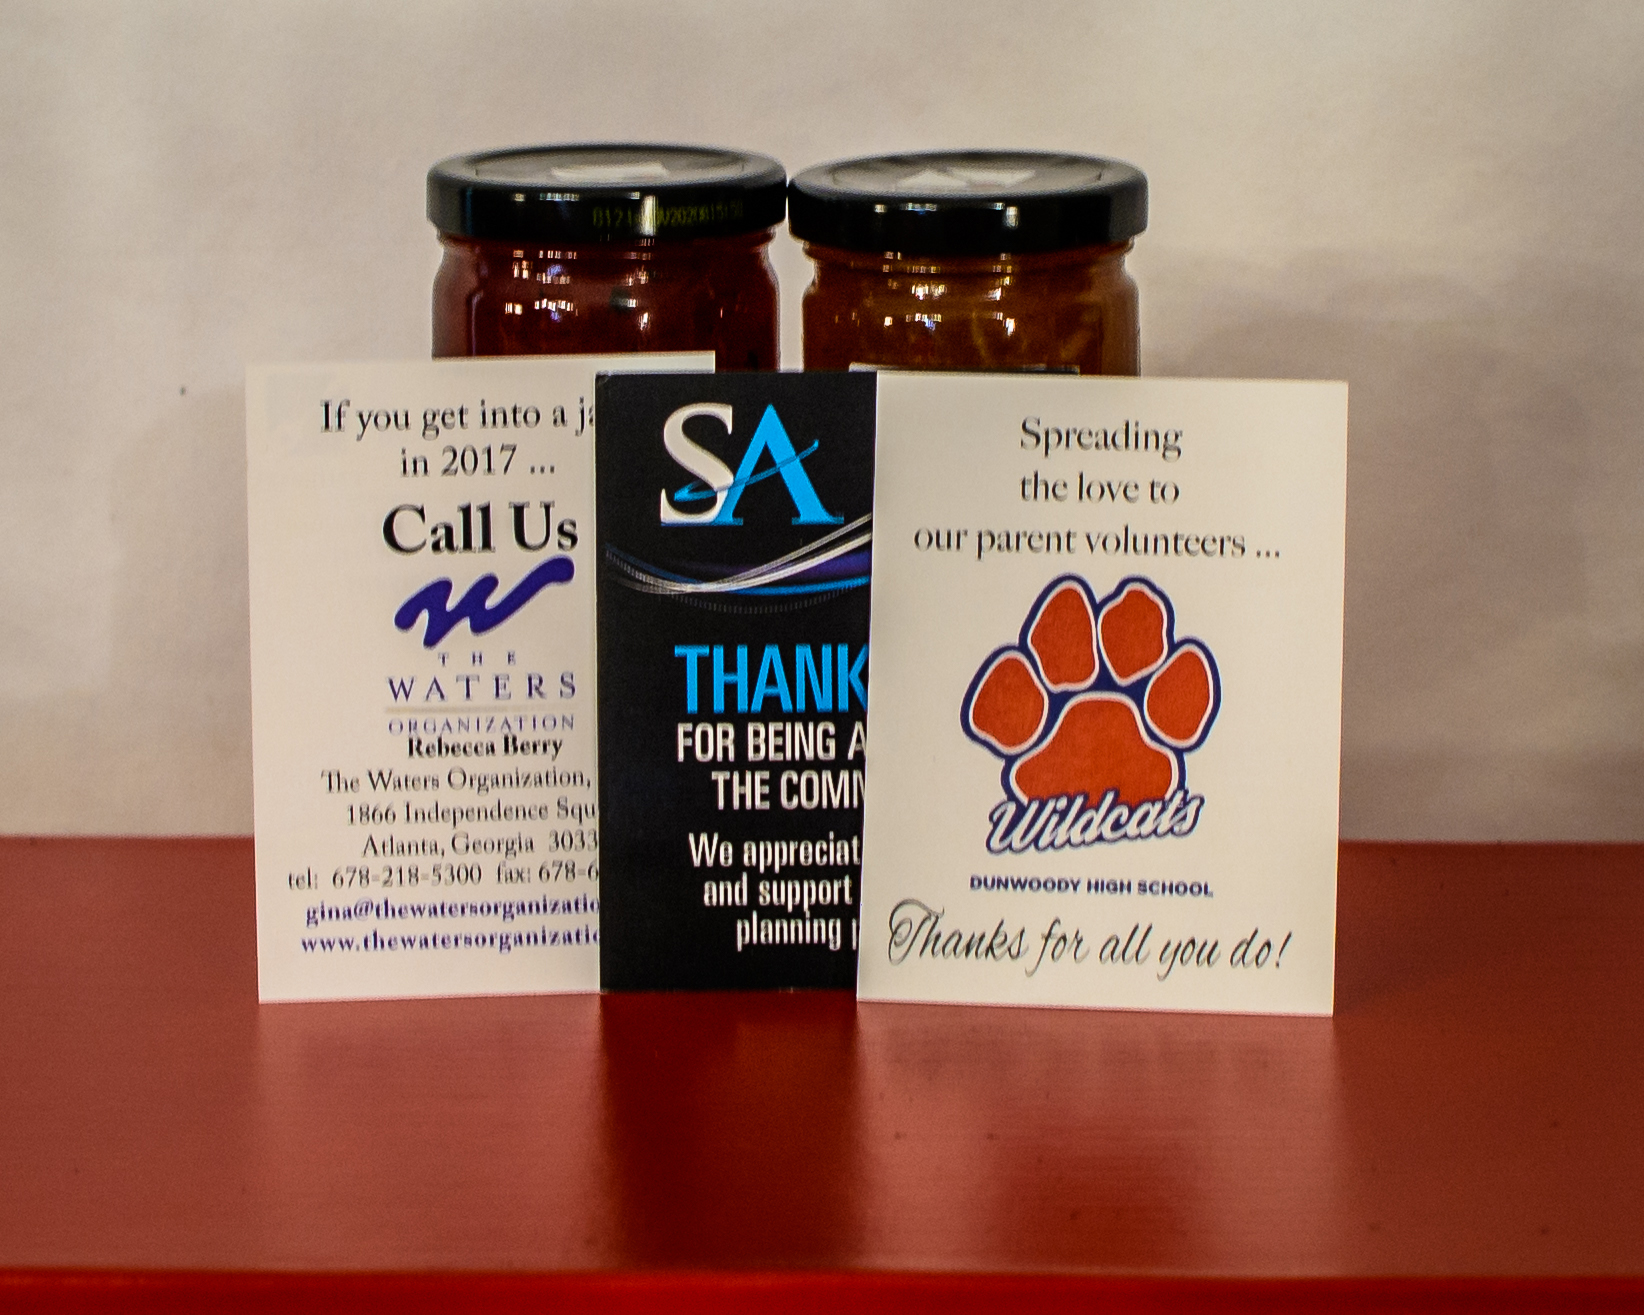 If you get into a
in 2017 ...
Call Us
THE
WATERS
ORGANIZATION
Rebecca Berry
The Waters Organization,
1866 Independence Squ
Atlanta, Georgia 3033
tel: 678-218-5300 fax: 678-6
gina@thewatersorganizatio
www.thewatersorganizatio
SA
THANK
FOR BEING A
THE COMM
We appreciat
and support
planning
Spreading
the love to
our parent volunteers ...
Wildcats
DUNWOODY HIGH SCHOOL
Thanks for all you do!